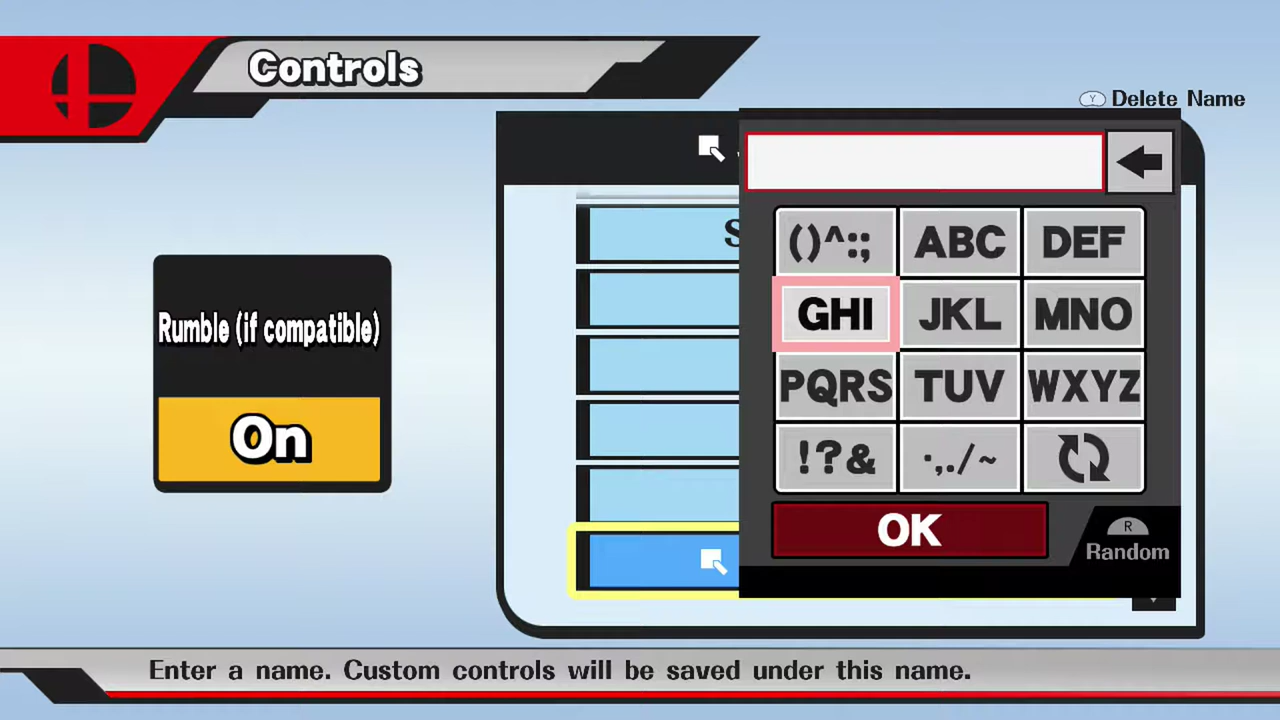 Controls
Y Delete Name
Rumble (if compatible)
On
S
()^:; ABC DEF
GHI JKL MNO
PQRS TUV WXYZ
!?& ·,./~
OK
R
Random
Enter a name. Custom controls will be saved under this name.